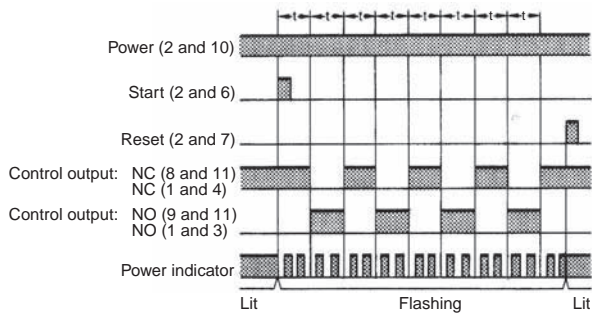 t t t t t t t t
Power (2 and 10)
Start (2 and 6)
Reset (2 and 7)
Control output: NC (8 and 11)
NC (1 and 4)
Control output: NO (9 and 11)
NO (1 and 3)
Power indicator
Lit Flashing Lit